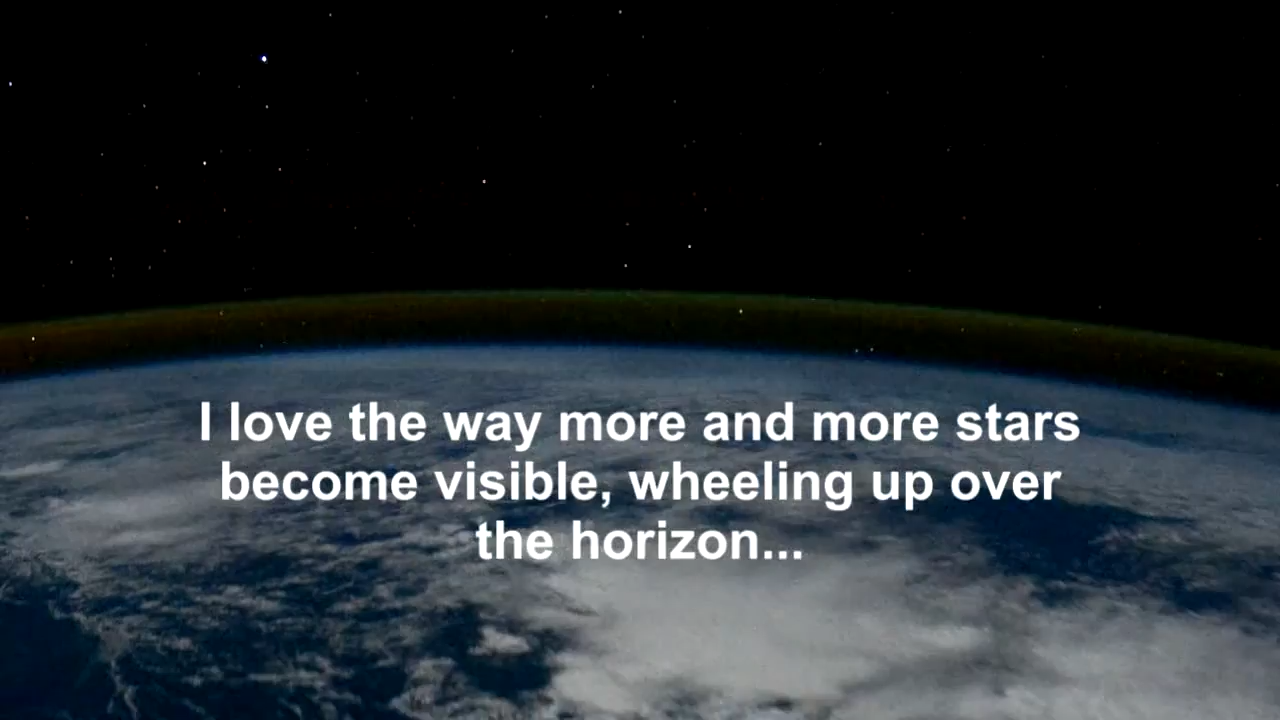 I love the way more and more stars
become visible, wheeling up over
the horizon...